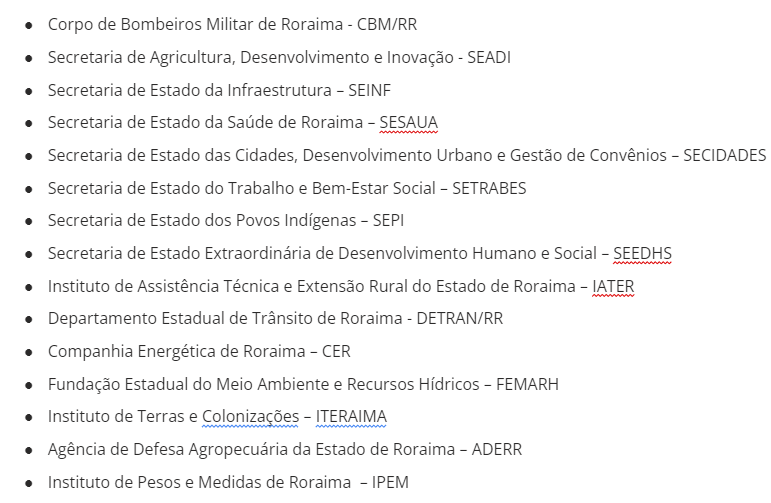 • Corpo de Bombeiros Militar de Roraima - CBM/RR
• Secretaria de Agricultura, Desenvolvimento e Inovação - SEADI
• Secretaria de Estado da Infraestrutura – SEINF
• Secretaria de Estado da Saúde de Roraima – SESAUA
• Secretaria de Estado das Cidades, Desenvolvimento Urbano e Gestão de Convênios – SECIDADES
• Secretaria de Estado do Trabalho e Bem-Estar Social – SETRABES
• Secretaria de Estado dos Povos Indígenas – SEPI
• Secretaria de Estado Extraordinária de Desenvolvimento Humano e Social – SEEDHS
• Instituto de Assistência Técnica e Extensão Rural do Estado de Roraima – IATER
• Departamento Estadual de Trânsito de Roraima - DETRAN/RR
• Companhia Energética de Roraima – CER
• Fundação Estadual do Meio Ambiente e Recursos Hídricos – FEMARH
• Instituto de Terras e Colonizações – ITERAIMA
• Agência de Defesa Agropecuária da Estado de Roraima – ADERR
• Instituto de Pesos e Medidas de Roraima – IPEM